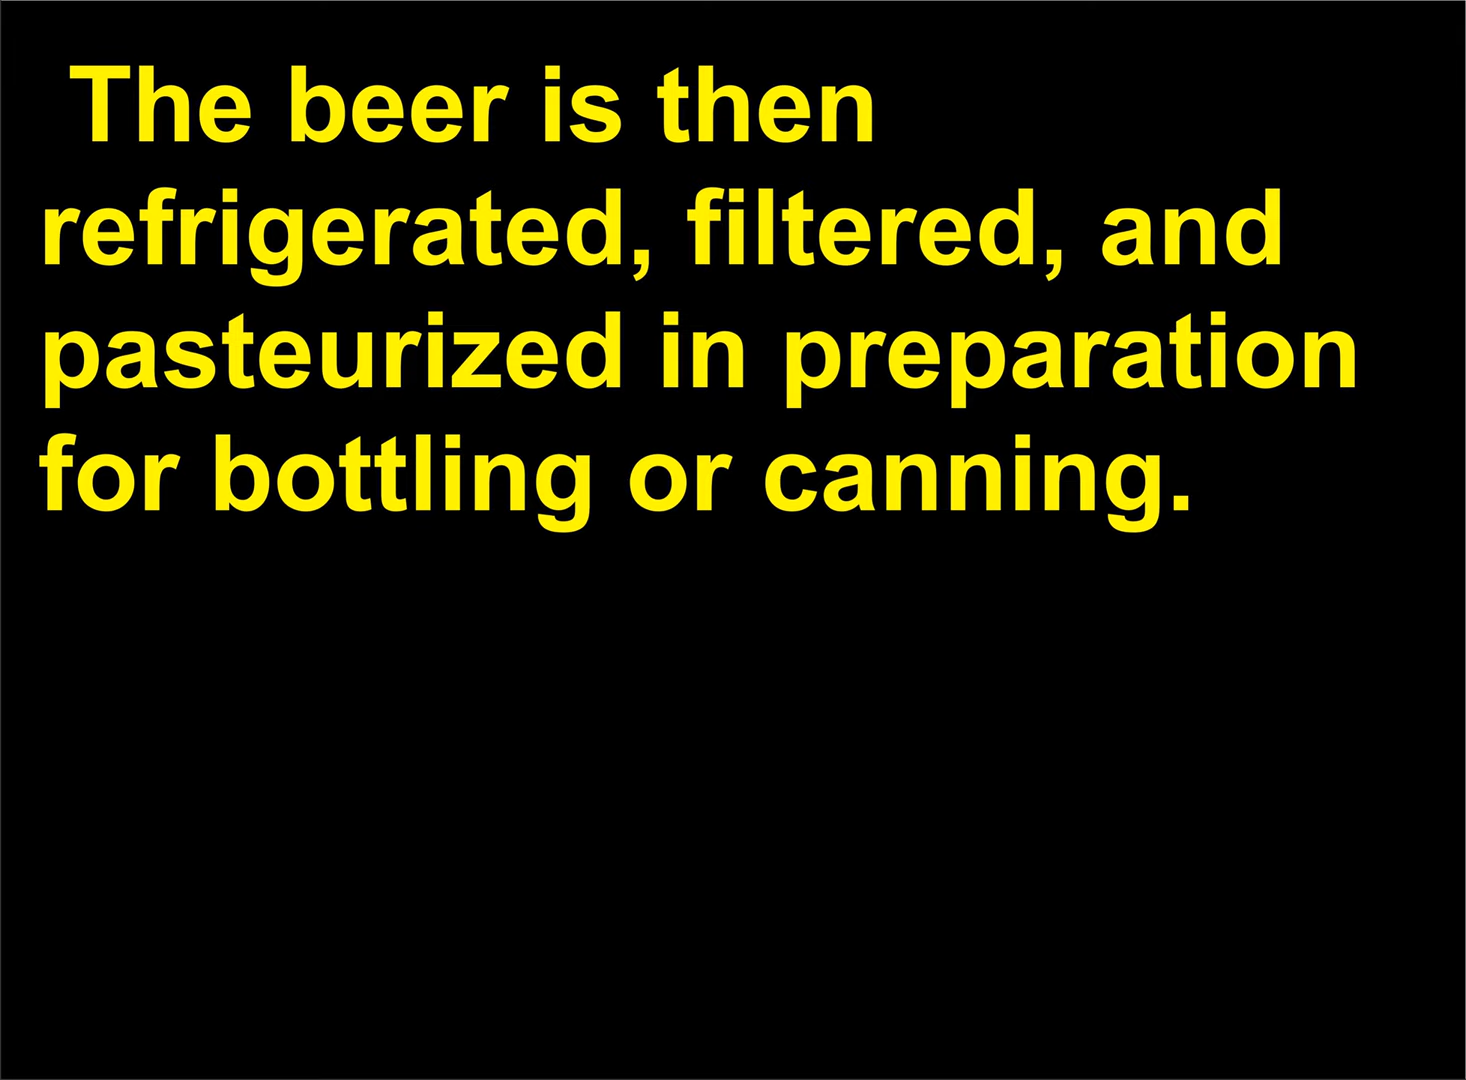 The beer is then
refrigerated, filtered, and
pasteurized in preparation
for bottling or canning.